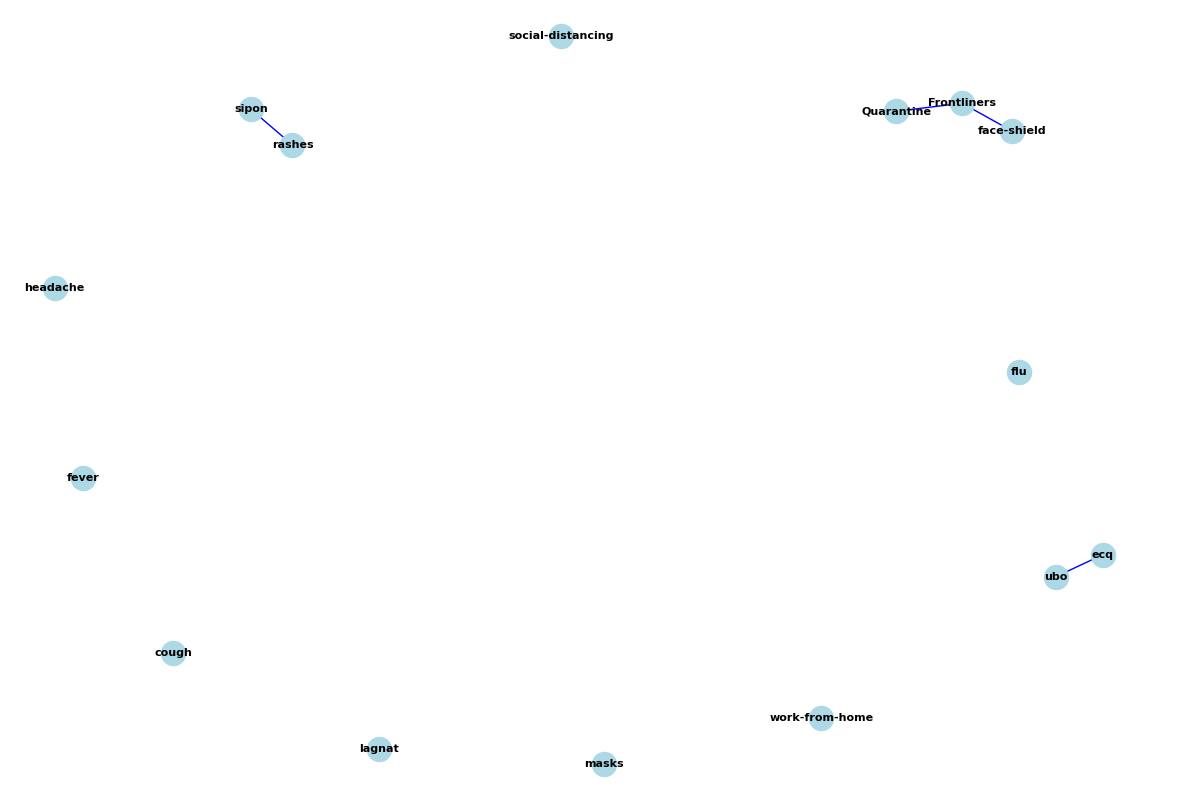 social-distancing
Frontliners
sipon
Quarantine
face-shield
rashes
headache
flu
fever
ecq
ubo
cough
work-from-home
lagnat
masks